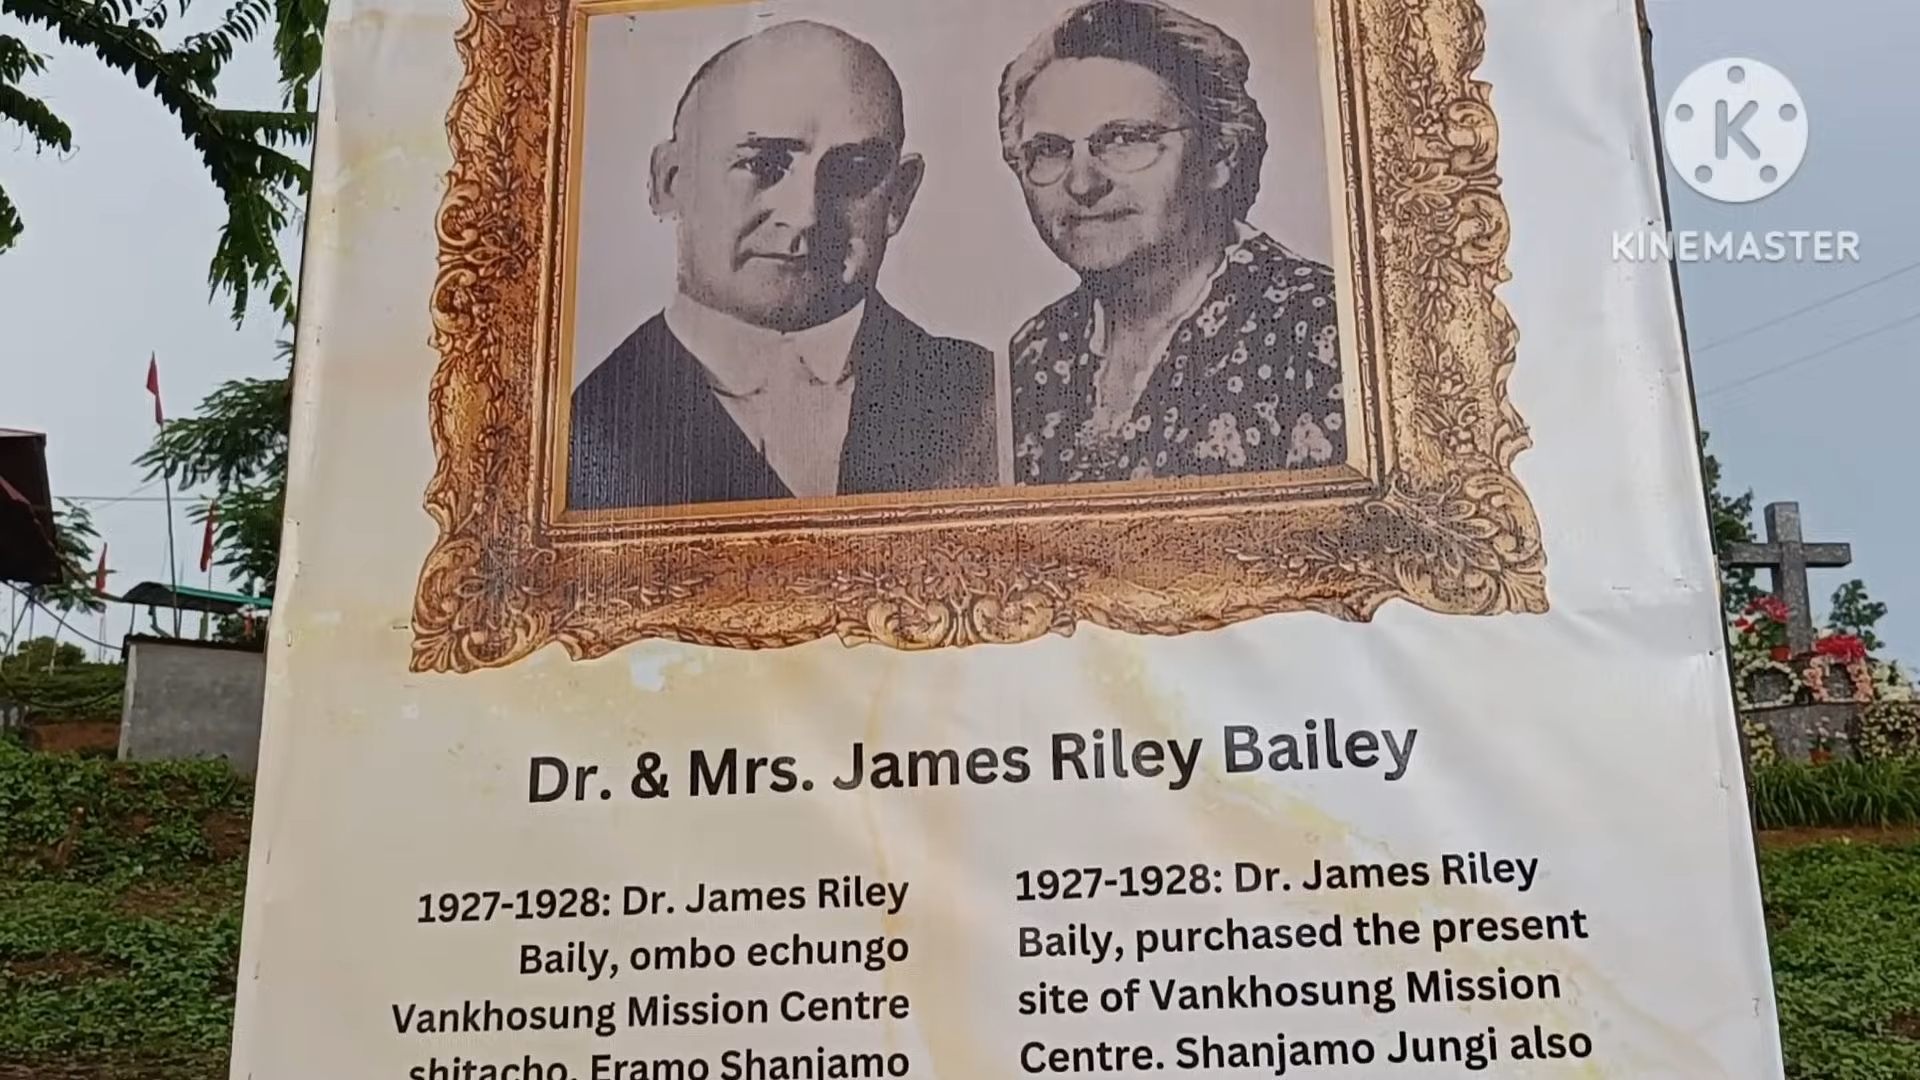 K
KINEMASTER
Dr. & Mrs. James Riley Bailey
1927-1928: Dr. James Riley
Baily, ombo echungo
Vankhosung Mission Centre
shitacho. Eramo Shanjamo
1927-1928: Dr. James Riley
Baily, purchased the present
site of Vankhosung Mission
Centre. Shanjamo Jungi also